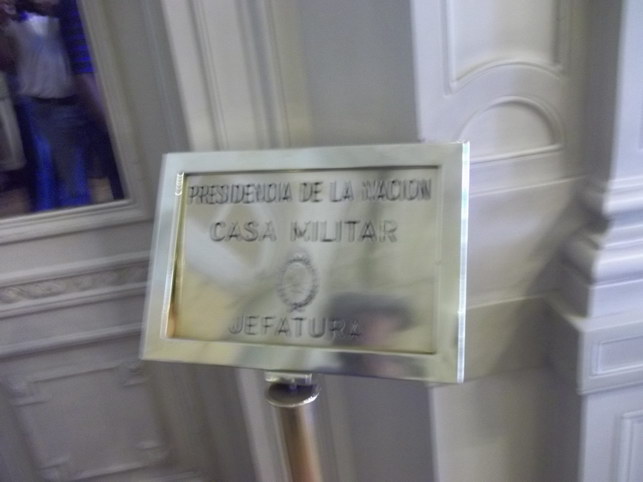 PRESIDENCIA DE LA NACION
CASA MILITAR
JEFATURA